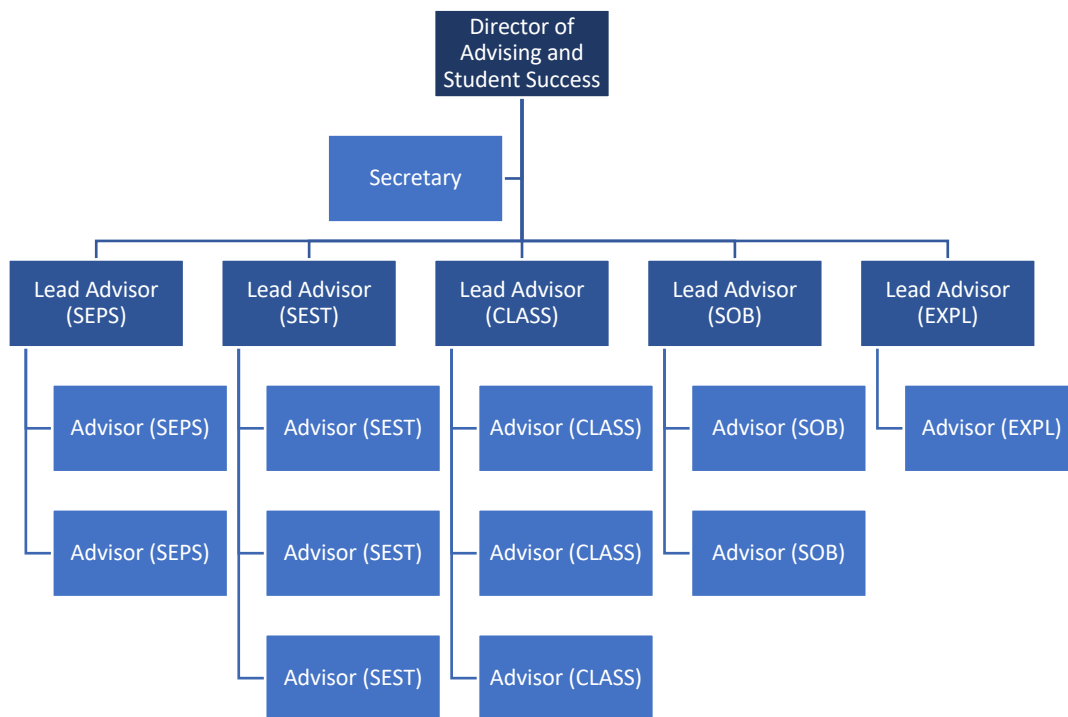 Director of
Advising and
Student Success
Secretary
Lead Advisor
(SEPS)
Lead Advisor
(SEST)
Lead Advisor
(CLASS)
Lead Advisor
(SOB)
Lead Advisor
(EXPL)
Advisor (SEPS)
Advisor (SEST)
Advisor (CLASS)
Advisor (SOB)
Advisor (EXPL)
Advisor (SEPS)
Advisor (SEST)
Advisor (CLASS)
Advisor (SOB)
Advisor (SEST)
Advisor (CLASS)